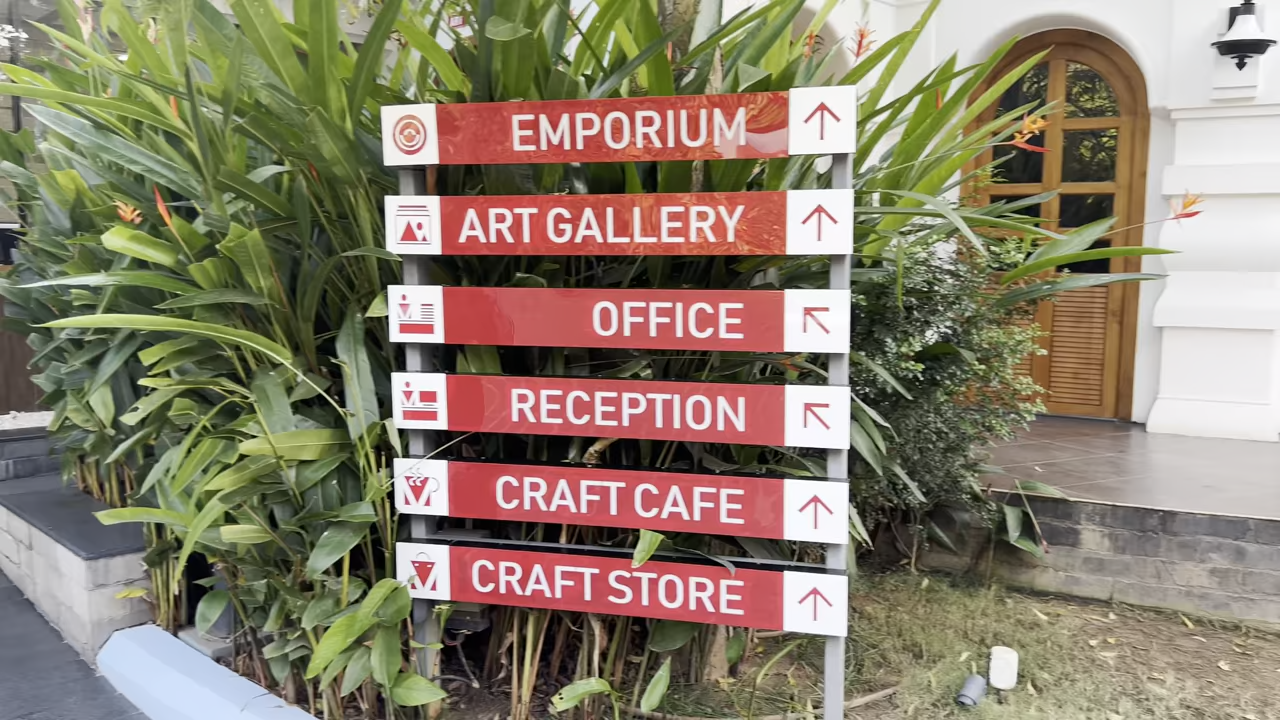 EMPORIUM
ART GALLERY
OFFICE
RECEPTION
CRAFT CAFE
CRAFT STORE